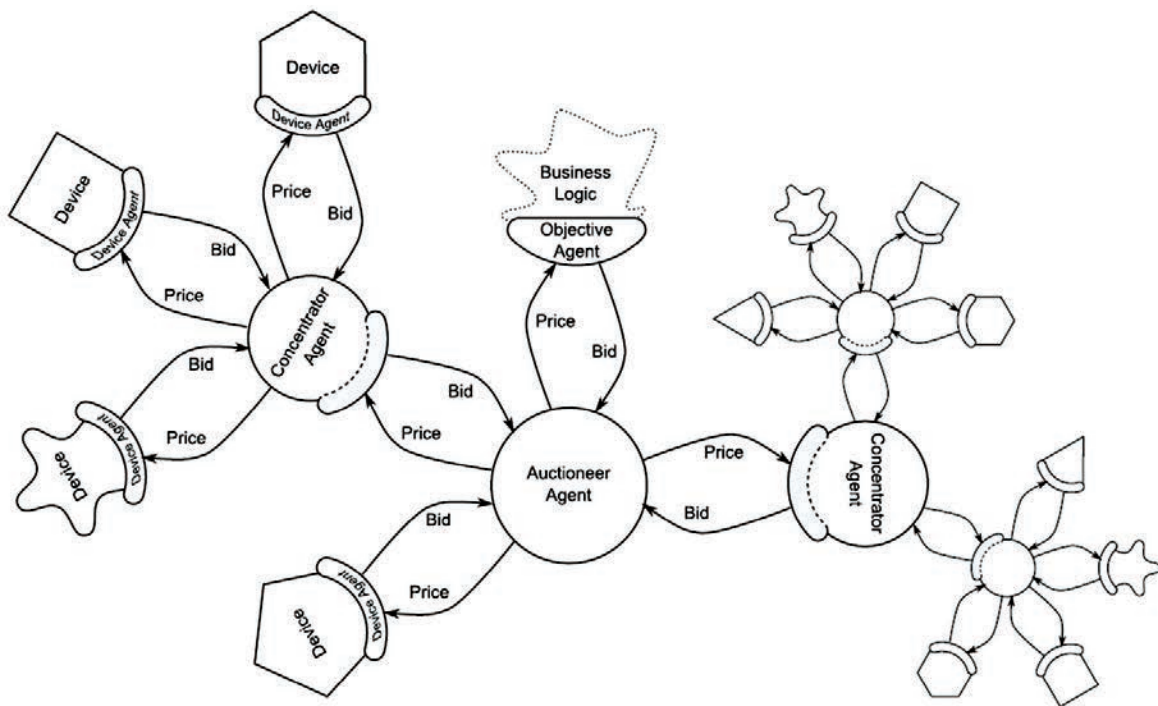 Device
Device Agent
Price
Bid
Device
Device Agent
Bid
Price
Concentrator
Agent
Bid
Price
Device
Device Agent
Business
Logic
Objective
Agent
Price
Bid
Bid
Price
Auctioneer
Agent
Price
Bid
Concentrator
Agent
Bid
Price
Device
Device Agent